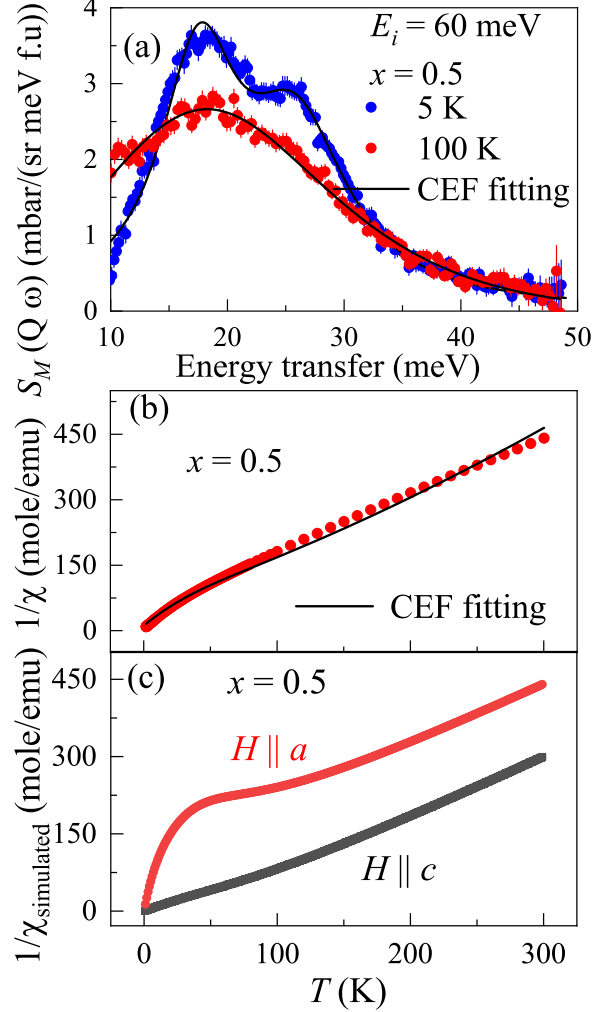 (a)
E_i = 60 meV
x = 0.5
5 K
100 K
CEF fitting
S_M (Q ω) (mbar/(sr meV f.u)
4
3
2
1
0
10 20 30 40 50
Energy transfer (meV)
(b)
x = 0.5
CEF fitting
1/χ (mole/emu)
450
300
150
0
(c)
x = 0.5
H || a
H || c
1/χ_simulated (mole/emu)
450
300
150
0
0 100 200 300
T (K)